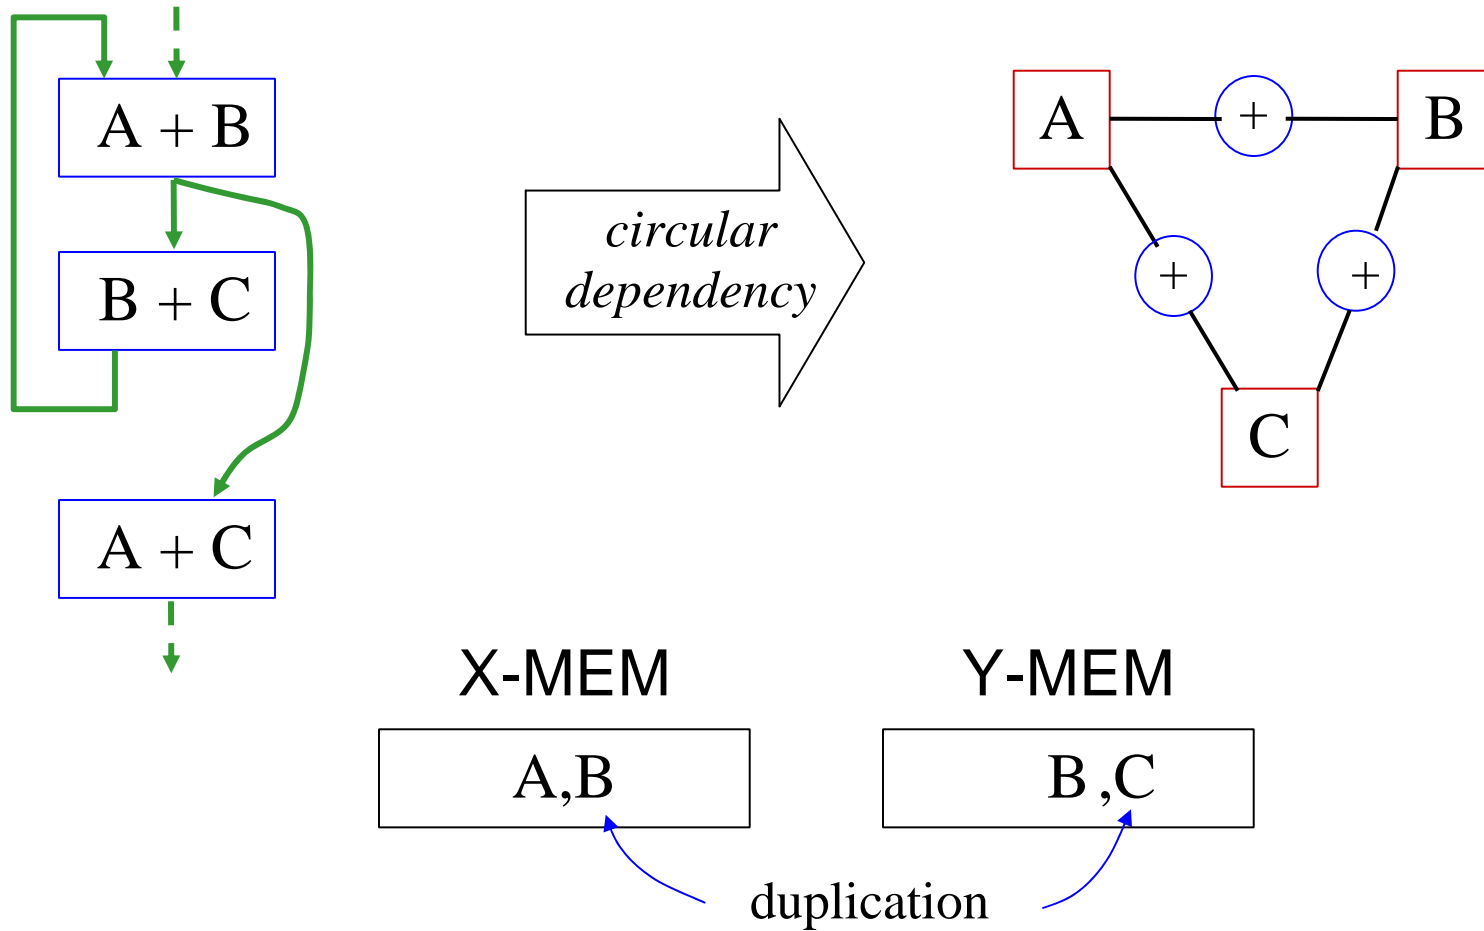 A + B
B + C
A + C
circular
dependency
A
+
B
+
+
C
X-MEM
Y-MEM
A,B
B ,C
duplication